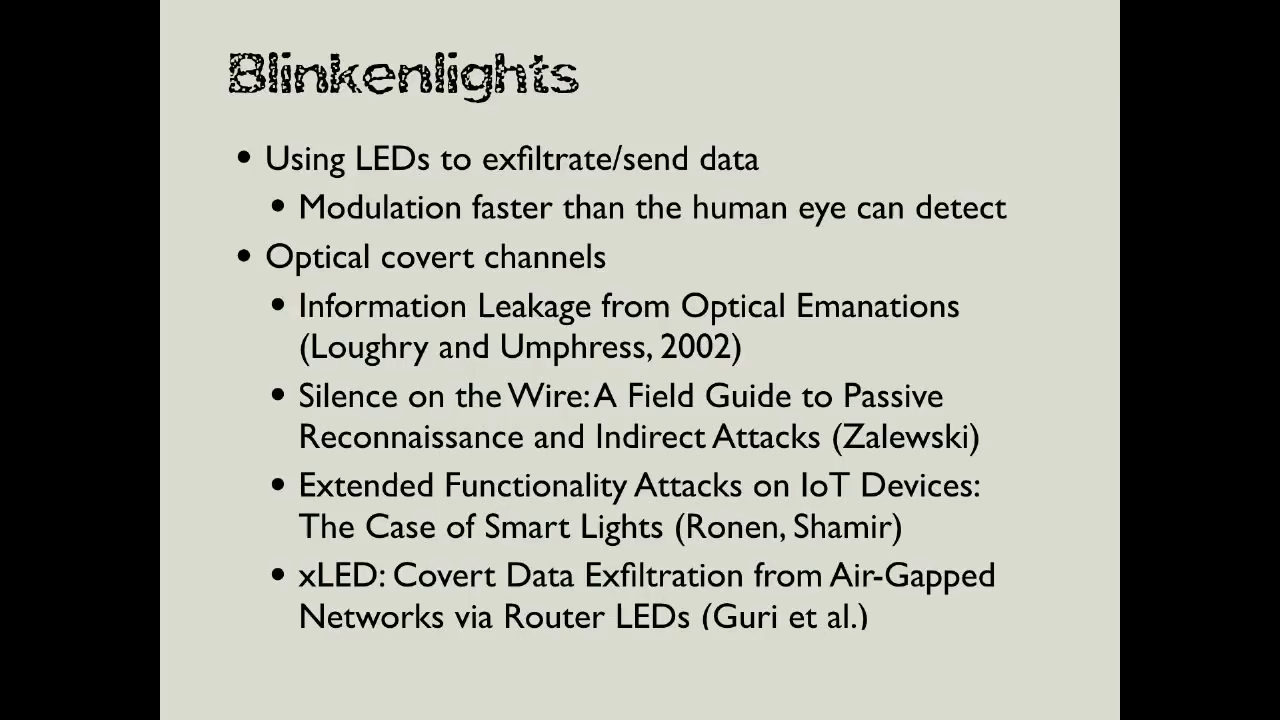 Blinkenlights
• Using LEDs to exfiltrate/send data
• Modulation faster than the human eye can detect
• Optical covert channels
• Information Leakage from Optical Emanations
(Loughry and Umphress, 2002)
• Silence on the Wire: A Field Guide to Passive
Reconnaissance and Indirect Attacks (Zalewski)
• Extended Functionality Attacks on IoT Devices:
The Case of Smart Lights (Ronen, Shamir)
• xLED: Covert Data Exfiltration from Air-Gapped
Networks via Router LEDs (Guri et al.)